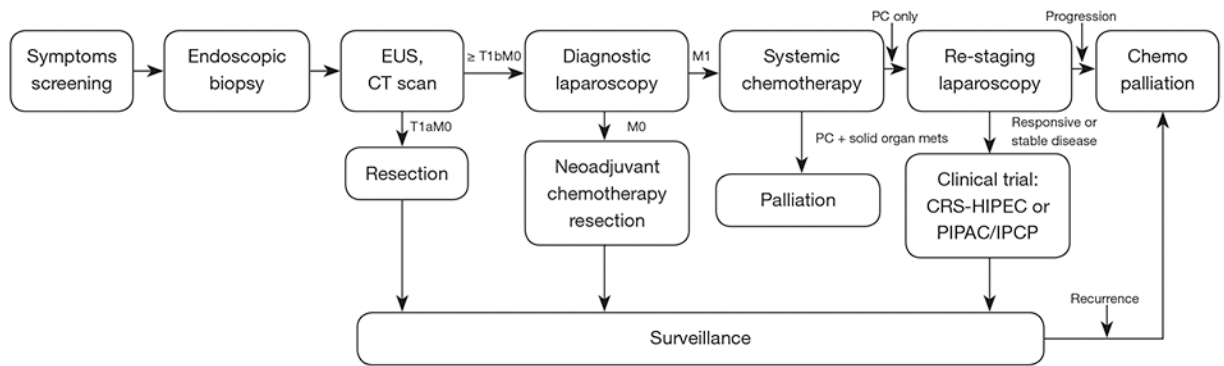 Symptoms
screening
Endoscopic
biopsy
EUS,
CT scan
≥ T1bM0
Diagnostic
laparoscopy
M1
Systemic
chemotherapy
PC only
Re-staging
laparoscopy
Progression
Chemo
palliation
T1aM0
Resection
M0
Neoadjuvant
chemotherapy
resection
PC + solid organ mets
Palliation
Responsive or
stable disease
Clinical trial:
CRS-HIPEC or
PIPAC/IPCP
Surveillance
Recurrence